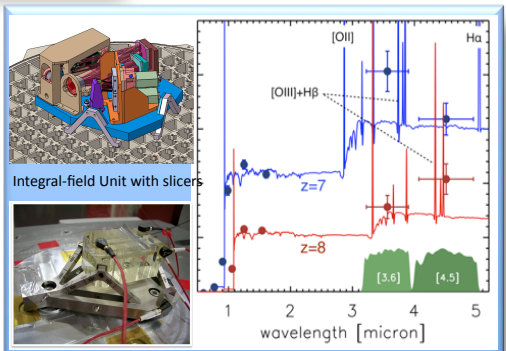 Integral-field Unit with slicers
[OII]
Hα
[OIII]+Hβ
z=7
z=8
[3.6]
[4.5]
1
2
3
4
5
wavelength [micron]